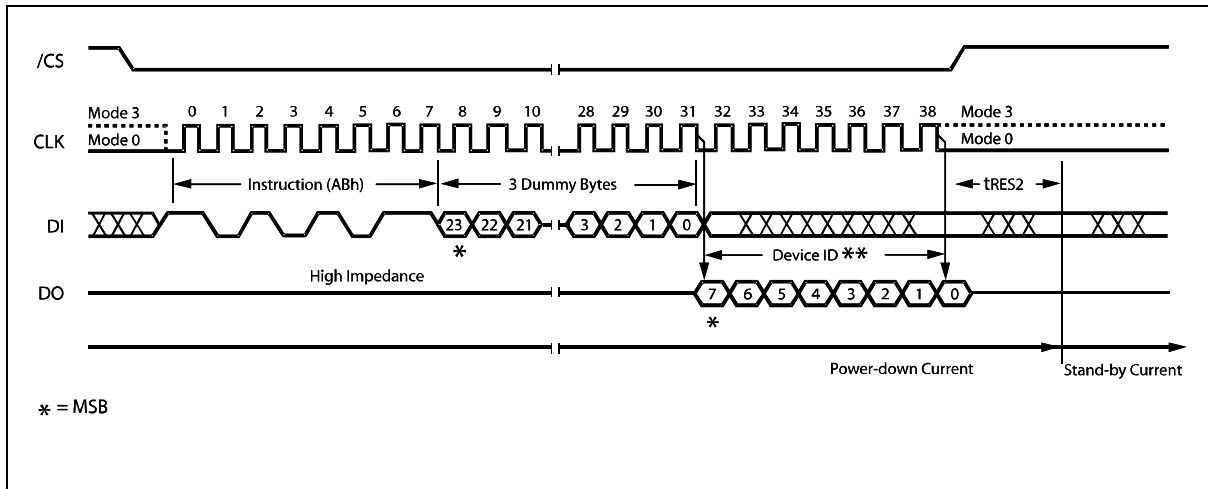 /CS
Mode 3 0 1 2 3 4 5 6 7 8 9 10 28 29 30 31 32 33 34 35 36 37 38 Mode 3
CLK Mode 0 Mode 0
Instruction (ABh) 3 Dummy Bytes tRES2
DI 23 22 21 3 2 1 0
* Device ID **
High Impedance
DO 7 6 5 4 3 2 1 0
*
Power-down Current Stand-by Current
* = MSB